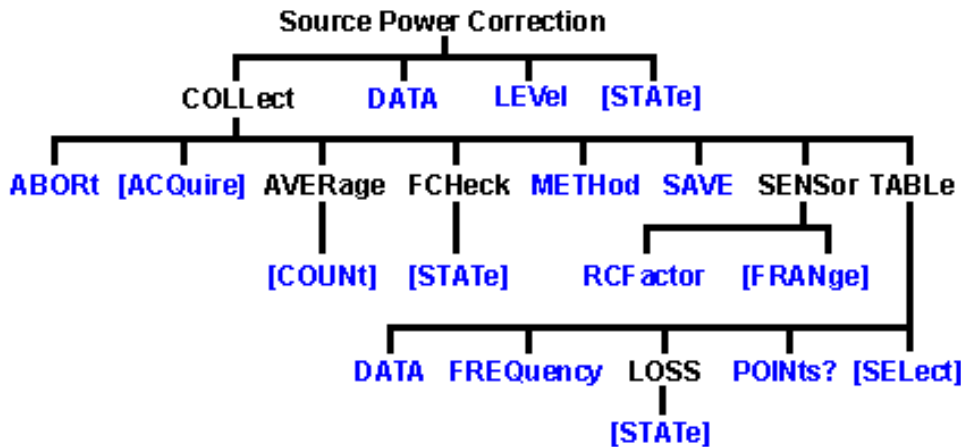 Source Power Correction
COLLect DATA LEVel [STATe]
ABORt [ACQuire] AVERage FCHeck METHod SAVE SENSor TABLe
[COUNt] [STATe] RCFactor [FRANge]
DATA FREQuency LOSS POINts? [SELect]
[STATe]